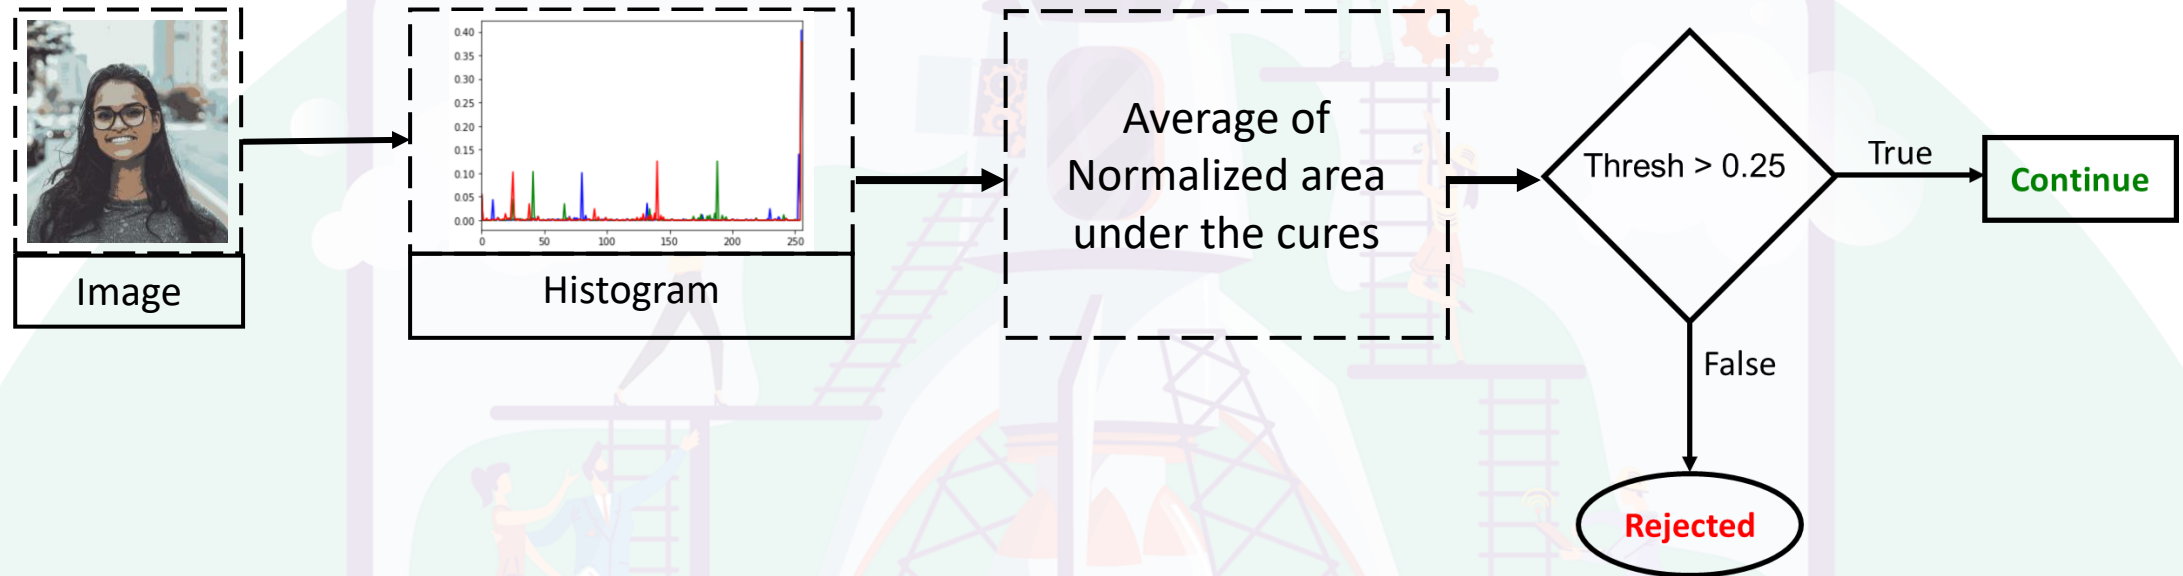 Image
0.40
0.35
0.30
0.25
0.20
0.15
0.10
0.05
0.00
0 50 100 150 200 250
Histogram
Average of
Normalized area
under the cures
Thresh > 0.25
True
Continue
False
Rejected